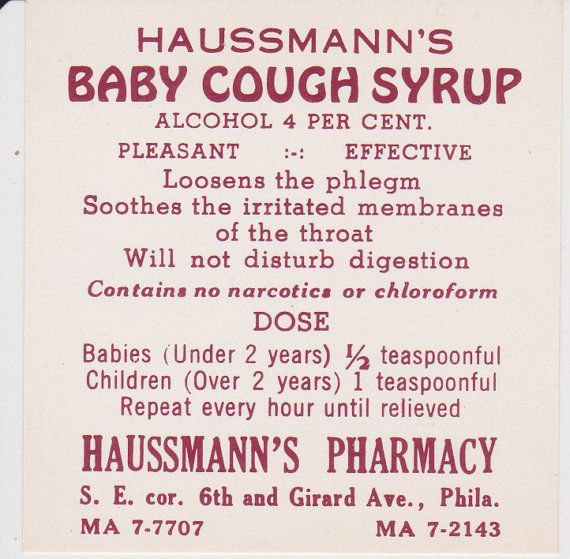 HAUSSMANN'S
BABY COUGH SYRUP
ALCOHOL 4 PER CENT.
PLEASANT :-: EFFECTIVE
Loosens the phlegm
Soothes the irritated membranes
of the throat
Will not disturb digestion
Contains no narcotics or chloroform
DOSE
Babies (Under 2 years) ½ teaspoonful
Children (Over 2 years) 1 teaspoonful
Repeat every hour until relieved
HAUSSMANN'S PHARMACY
S. E. cor. 6th and Girard Ave., Phila.
MA 7-7707 MA 7-2143